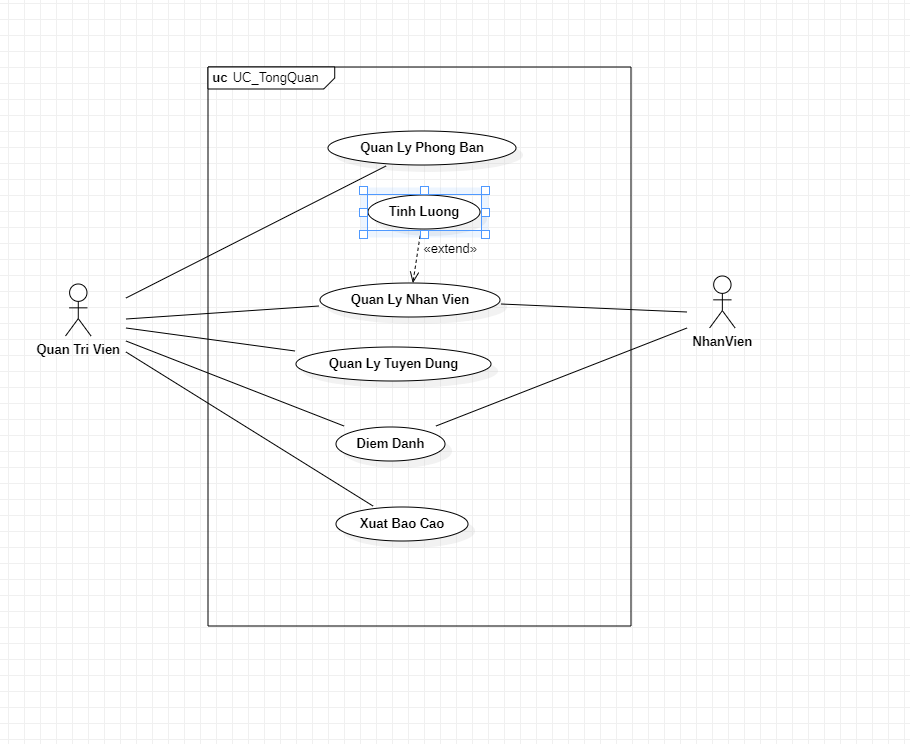 uc UC_TongQuan
Quan Ly Phong Ban
Tinh Luong
«extend»
Quan Ly Nhan Vien
Quan Tri Vien
NhanVien
Quan Ly Tuyen Dung
Diem Danh
Xuat Bao Cao